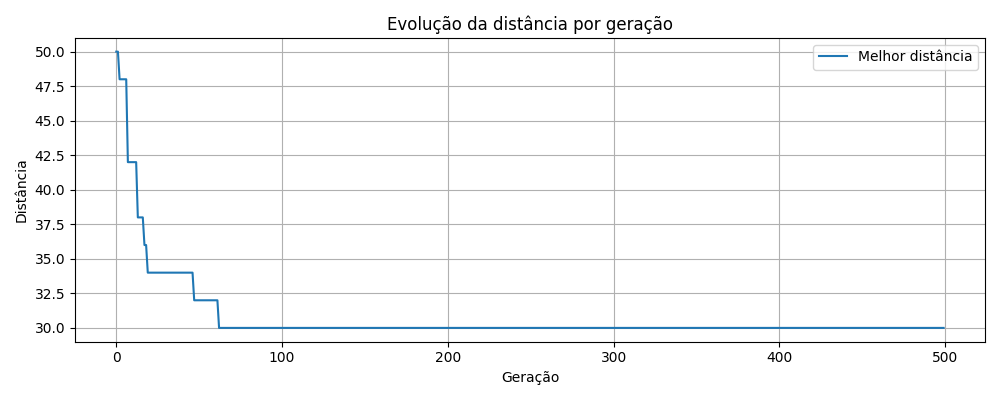 Evolução da distância por geração
Melhor distância
Distância
50.0
47.5
45.0
42.5
40.0
37.5
35.0
32.5
30.0
0 100 200 300 400 500
Geração